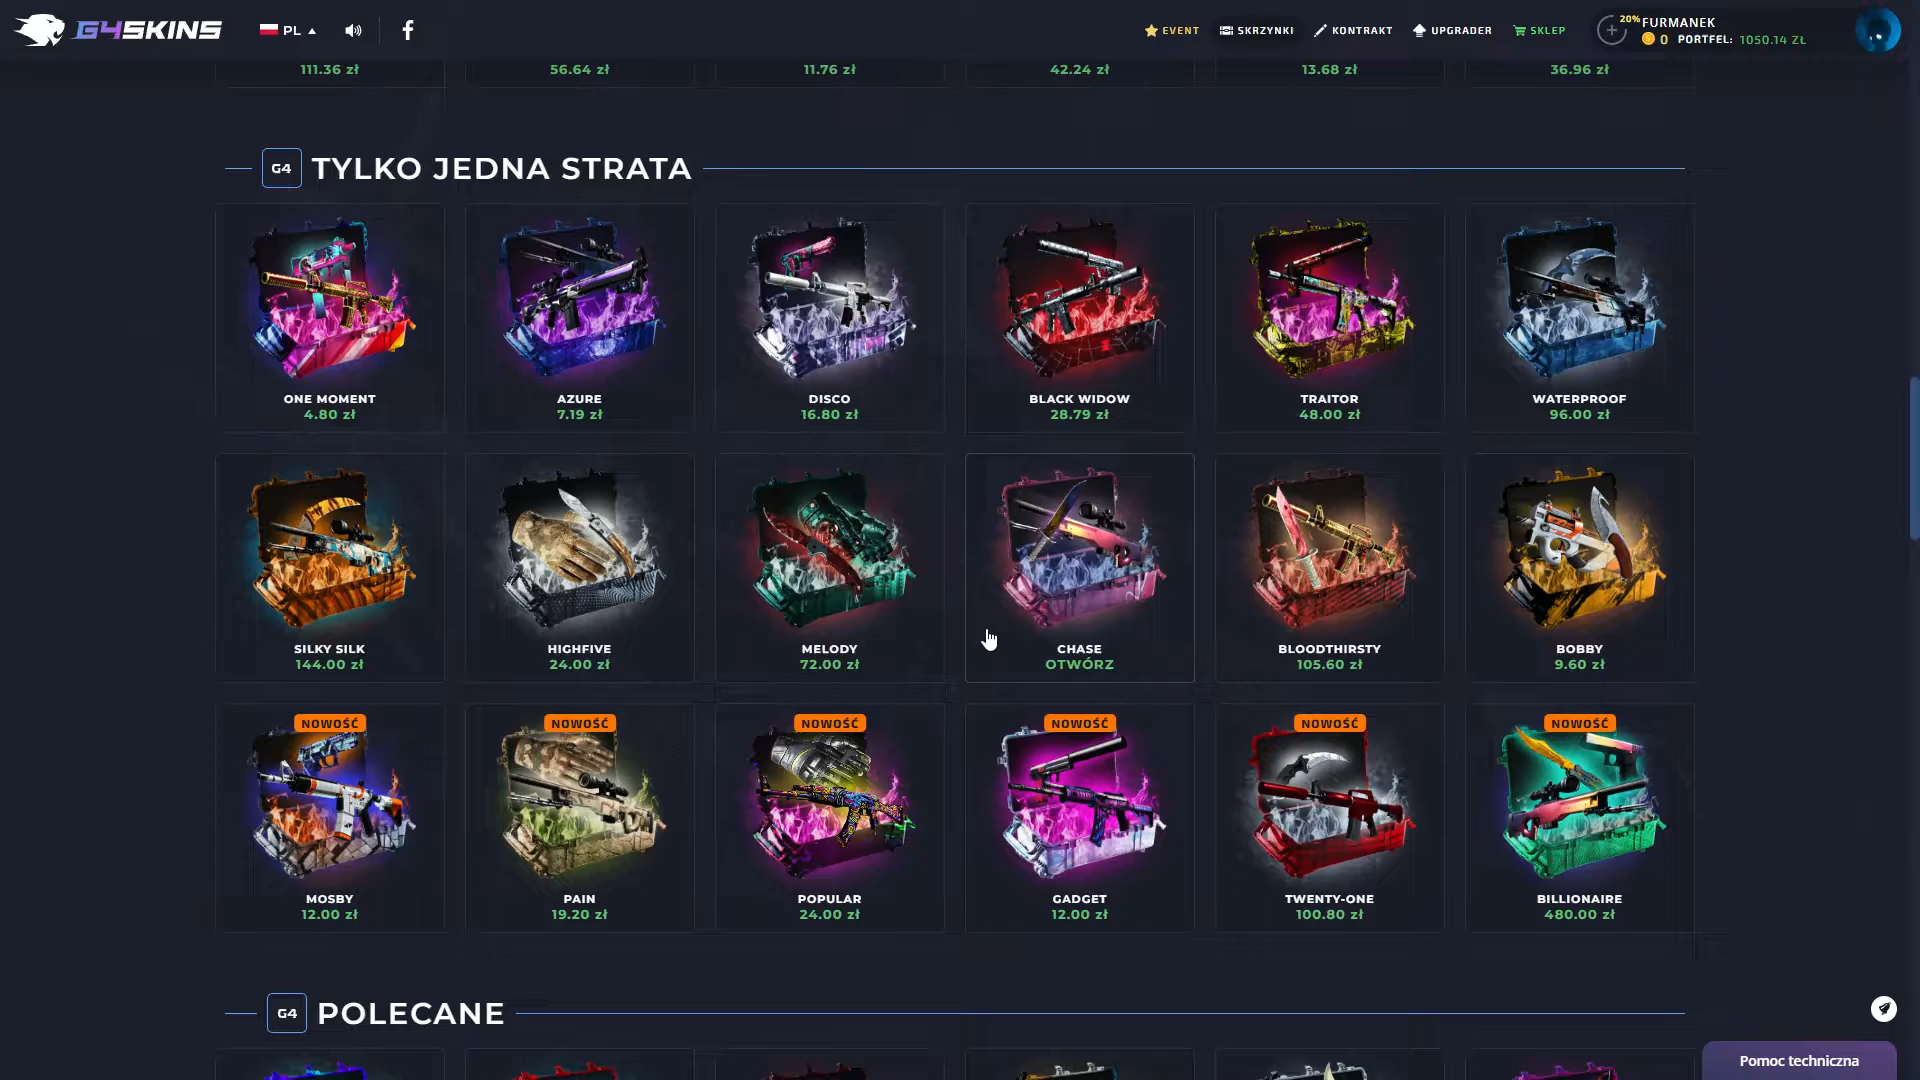 G4SKINS
PL
EVENT
SKRZYNKI
KONTRAKT
UPGRADER
SKLEP
20%
FURMANEK
0 PORTFEL: 1050.14 ZŁ
111.36 zł
56.64 zł
11.76 zł
42.24 zł
13.68 zł
36.96 zł
G4 TYLKO JEDNA STRATA
ONE MOMENT
4.80 zł
AZURE
7.19 zł
DISCO
16.80 zł
BLACK WIDOW
28.79 zł
TRAITOR
48.00 zł
WATERPROOF
96.00 zł
SILKY SILK
144.00 zł
HIGHFIVE
24.00 zł
MELODY
72.00 zł
CHASE
OTWÓRZ
BLOODTHIRSTY
105.60 zł
BOBBY
9.60 zł
NOWOŚĆ
MOSBY
12.00 zł
NOWOŚĆ
PAIN
19.20 zł
NOWOŚĆ
POPULAR
24.00 zł
NOWOŚĆ
GADGET
12.00 zł
NOWOŚĆ
TWENTY-ONE
100.80 zł
NOWOŚĆ
BILLIONAIRE
480.00 zł
G4 POLECANE
Pomoc techniczna